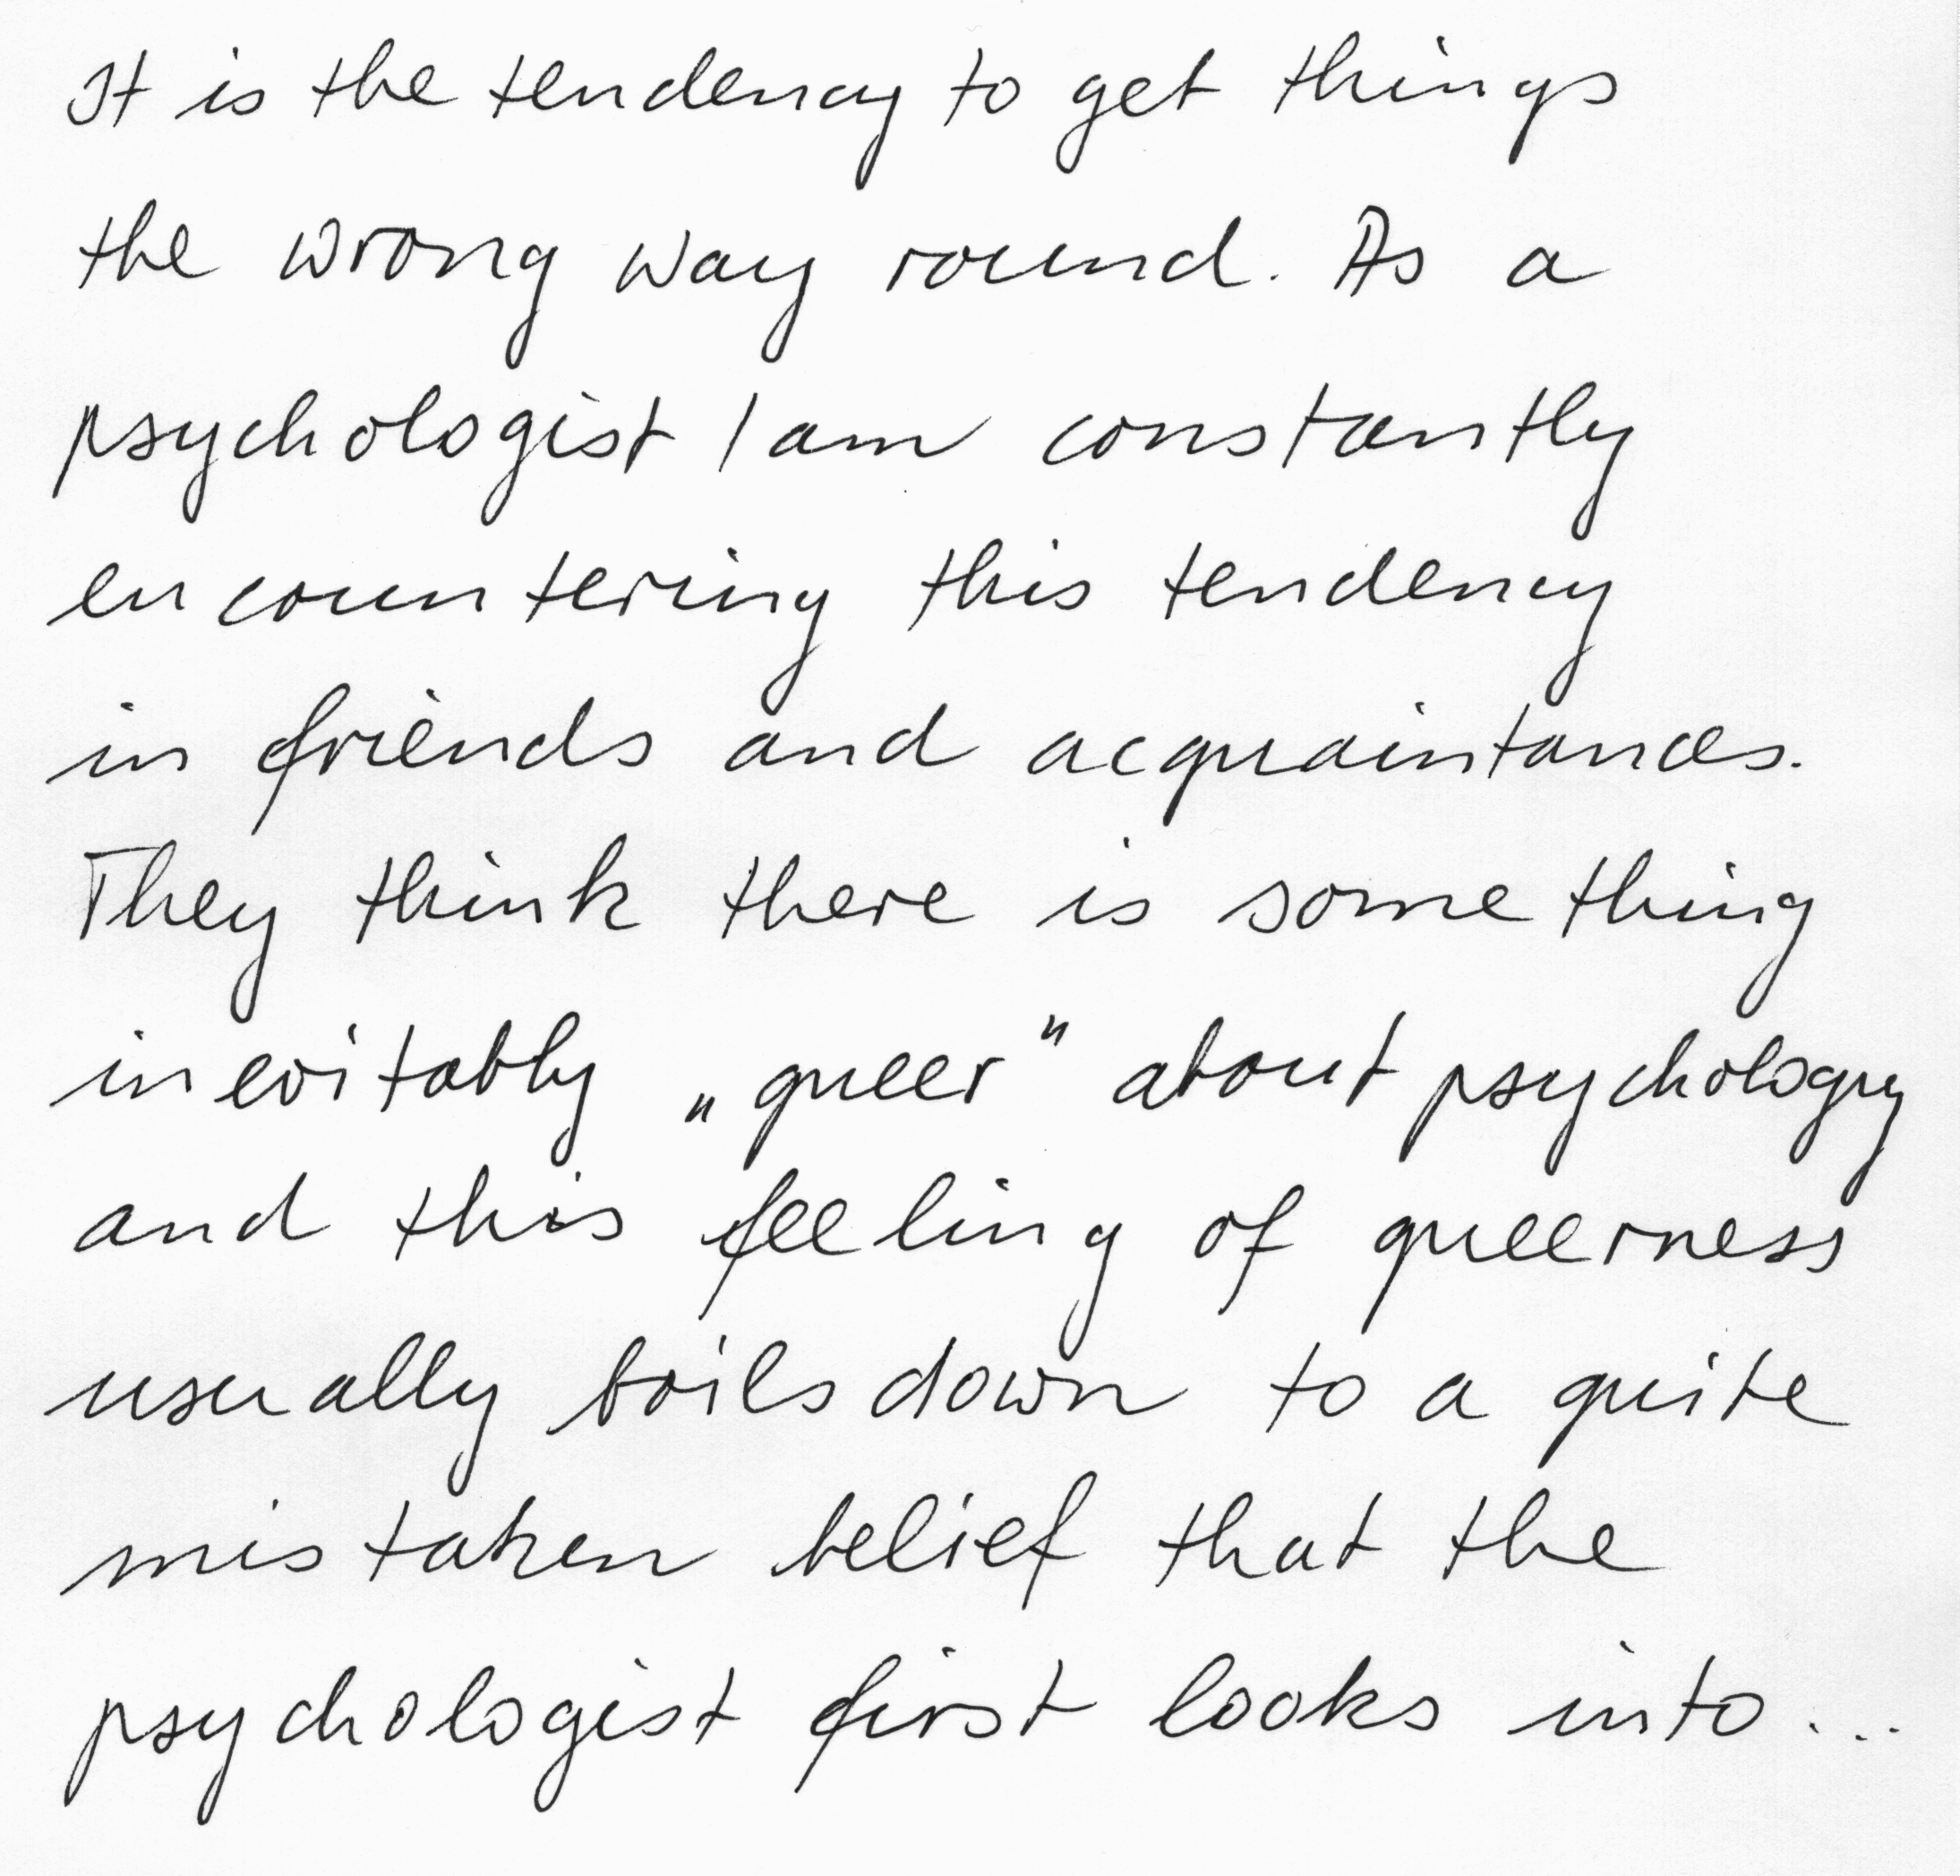 It is the tendency to get things
the wrong way round. As a
psychologist I am constantly
encountering this tendency
in friends and acquaintances.
They think there is something
inevitably „queer" about psychology
and this feeling of queerness
usually boils down to a quite
mistaken belief that the
psychologist first looks into...